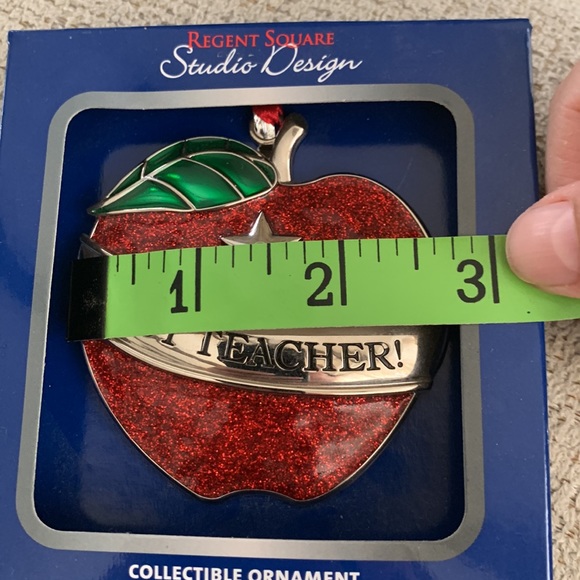 REGENT SQUARE
Studio Design
1 2 3
TEACHER!
COLLECTIBLE ORNAMENT